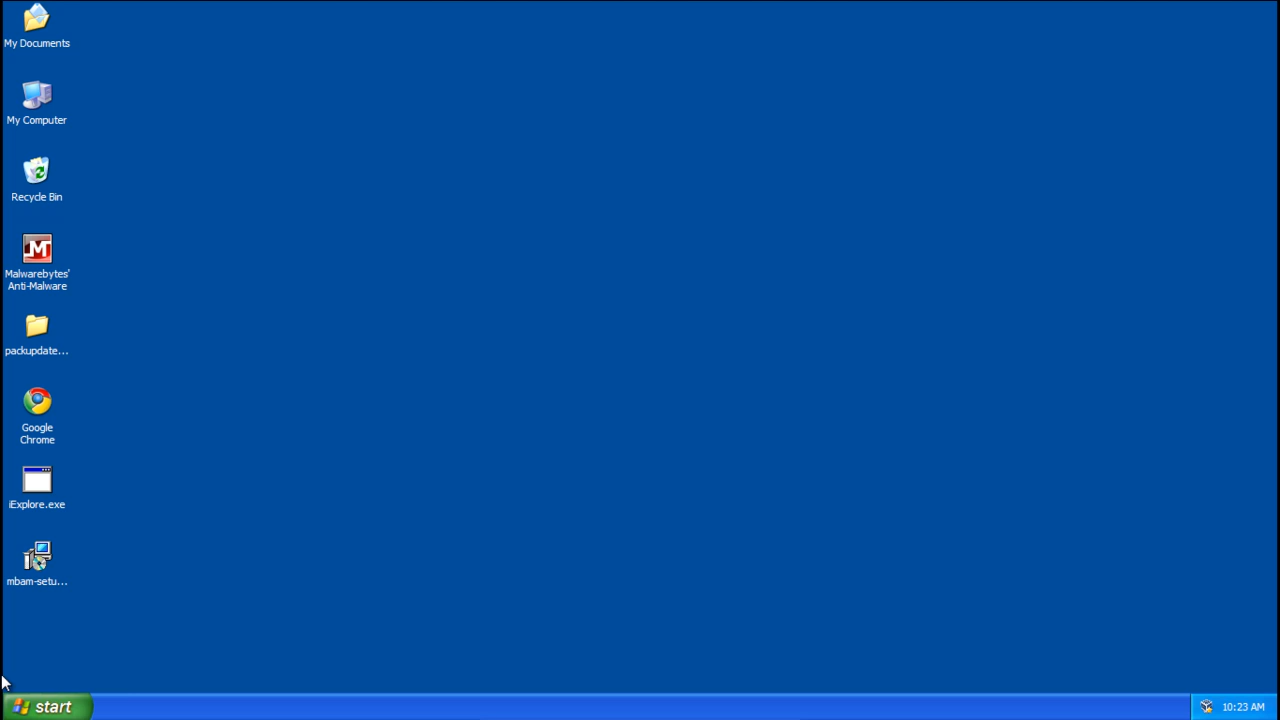 My Documents
My Computer
Recycle Bin
Malwarebytes'
Anti-Malware
packupdate...
Google
Chrome
iExplore.exe
mbam-setu...
start
10:23 AM